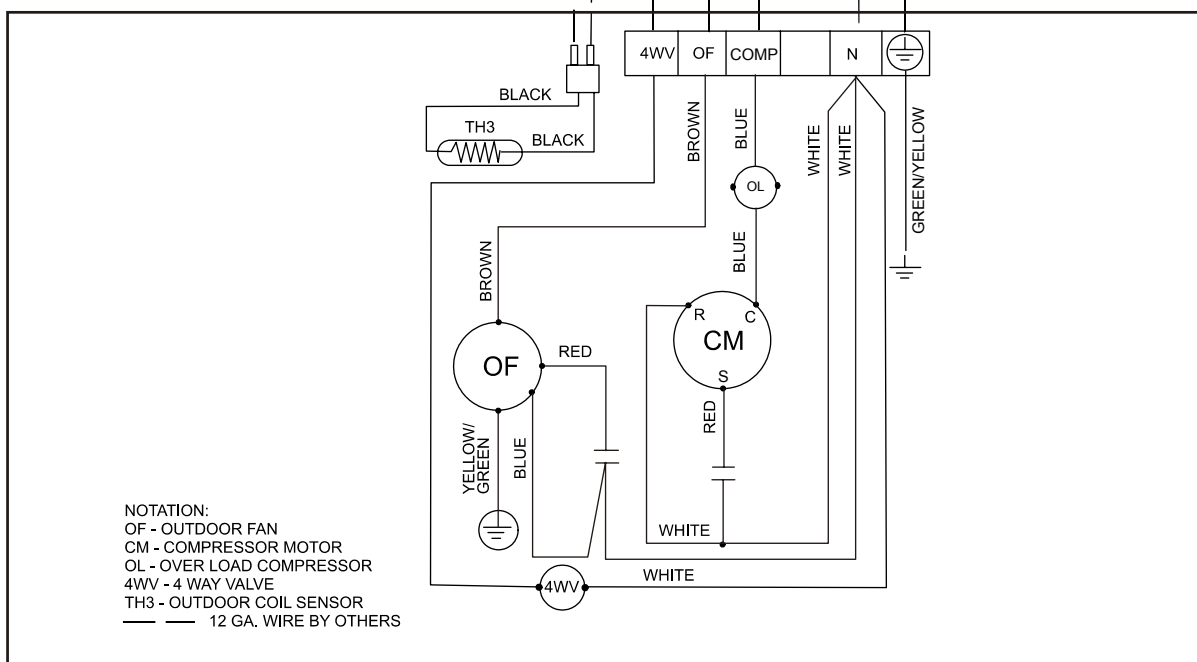 4WV OF COMP N
BLACK
TH3
BLACK
BROWN
BLUE
WHITE
WHITE
GREEN/YELLOW
OL
BROWN
BLUE
R C
CM
S
OF
RED
RED
YELLOW/
GREEN
BLUE
WHITE
4WV
WHITE
NOTATION:
OF - OUTDOOR FAN
CM - COMPRESSOR MOTOR
OL - OVER LOAD COMPRESSOR
4WV - 4 WAY VALVE
TH3 - OUTDOOR COIL SENSOR
12 GA. WIRE BY OTHERS